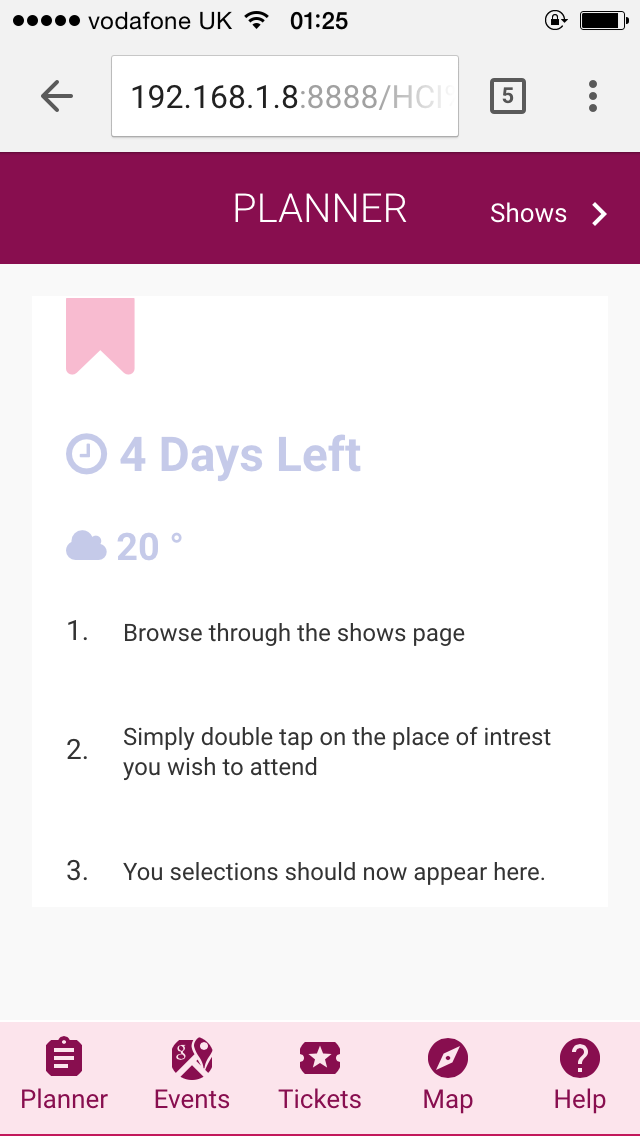 vodafone UK 01:25
192.168.1.8:8888/HCI
5
PLANNER
Shows
4 Days Left
20 °
1. Browse through the shows page
2. Simply double tap on the place of intrest
you wish to attend
3. You selections should now appear here.
Planner Events Tickets Map Help